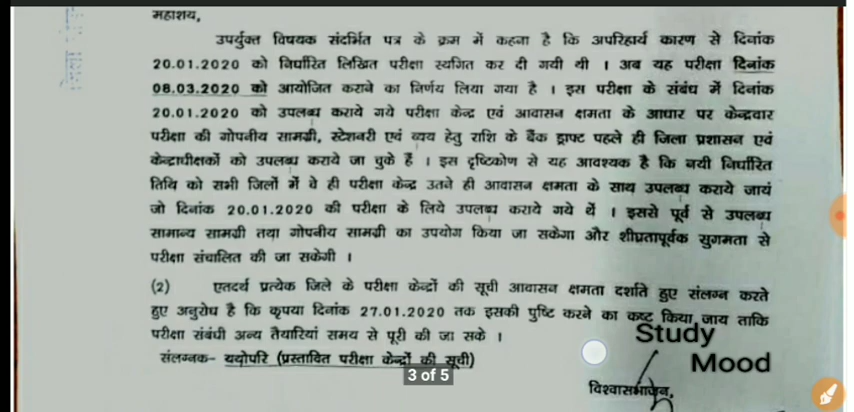 महाशय,
उपर्युक्त विषयक संदर्भित पत्र के क्रम में कहना है कि अपरिहार्य कारण से दिनांक
20.01.2020 को निर्धारित लिखित परीक्षा स्थगित कर दी गयी थी । अब यह परीक्षा दिनांक
08.03.2020 को आयोजित कराने का निर्णय लिया गया है । इस परीक्षा के संबंध में दिनांक
20.01.2020 को उपलब्ध कराये गये परीक्षा केन्द्र एवं आवासन क्षमता के आधार पर केन्द्रवार
परीक्षा की गोपनीय सामग्री, स्टेशनरी एवं व्यय हेतु राशि के बैंक ड्राफ्ट पहले ही जिला प्रशासन एवं
केन्द्राधीक्षकों को उपलब्ध कराये जा चुके हैं । इस दृष्टिकोण से यह आवश्यक है कि नयी निर्धारित
तिथि को सभी जिलों में वे ही परीक्षा केन्द्र उतने ही आवासन क्षमता के साथ उपलब्ध कराये जायं
जो दिनांक 20.01.2020 की परीक्षा के लिये उपलब्ध कराये गये थें । इससे पूर्व से उपलब्ध
सामान्य सामग्री तथा गोपनीय सामग्री का उपयोग किया जा सकेगा और शीघ्रतापूर्वक सुगमता से
परीक्षा संचालित की जा सकेगी ।
(2) एतदर्थ प्रत्येक जिले के परीक्षा केन्द्रों की सूची आवासन क्षमता दर्शाते हुए संलग्न करते
हुए अनुरोध है कि कृपया दिनांक 27.01.2020 तक इसकी पुष्टि करने का कष्ट किया जाय ताकि
परीक्षा संबंधी अन्य तैयारियां समय से पूरी की जा सके ।
Study
Mood
संलग्नक- यथोपरि (प्रस्तावित परीक्षा केन्द्रों की सूची)
3 of 5
विश्वासभाजन,